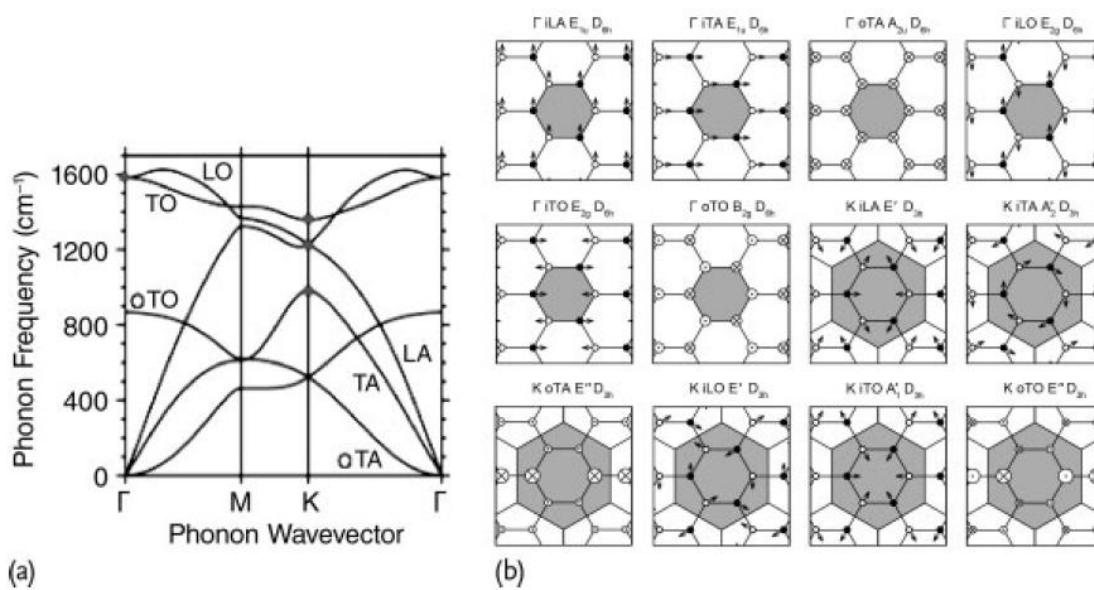 1600
1200
800
400
0
Phonon Frequency (cm⁻¹)
LO
TO
oTO
LA
TA
oTA
Γ M K Γ
Phonon Wavevector
(a)
Γ iLA E₁ᵤ D₆ₕ Γ iTA E₁ᵤ D₆ₕ Γ oTA A₂ᵤ D₆ₕ Γ iLO E₂g D₆ₕ
Γ iTO E₂g D₆ₕ Γ oTO B₂g D₆ₕ K iLA E' D₃ₕ K iTA A'₂ D₃ₕ
K oTA E'' D₃ₕ K iLO E' D₃ₕ K iTO A'₁ D₃ₕ K oTO E'' D₃ₕ
(b)